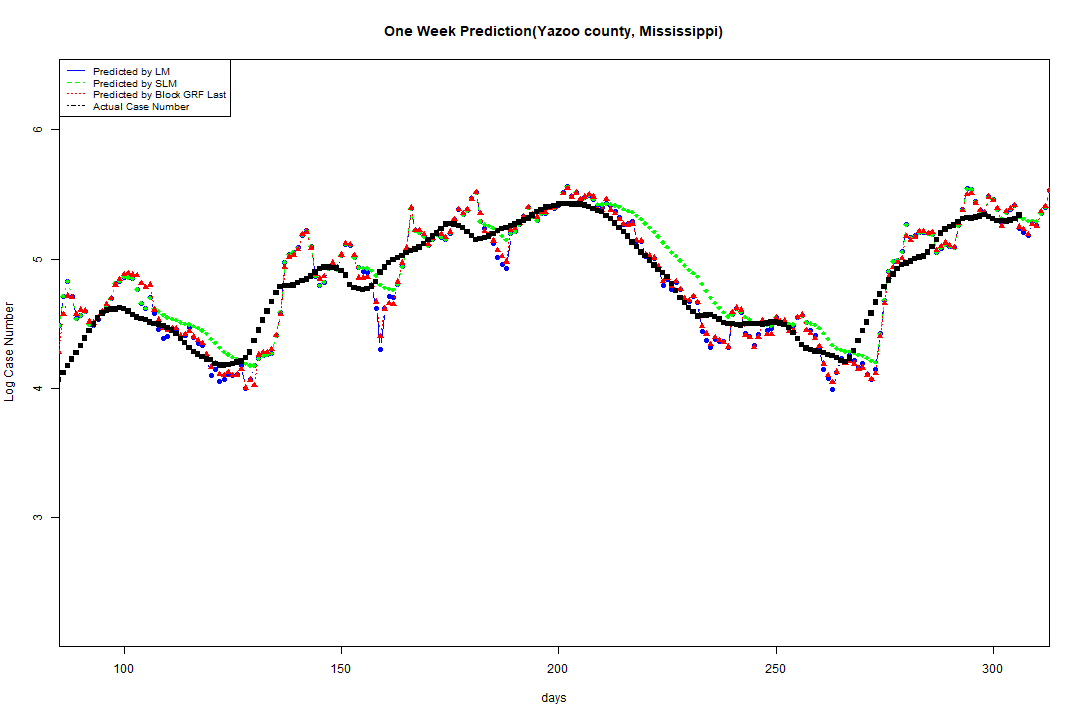 One Week Prediction(Yazoo county, Mississippi)
Predicted by LM
Predicted by SLM
Predicted by Block GRF Last
Actual Case Number
6
5
4
3
Log Case Number
100 150 200 250 300
days